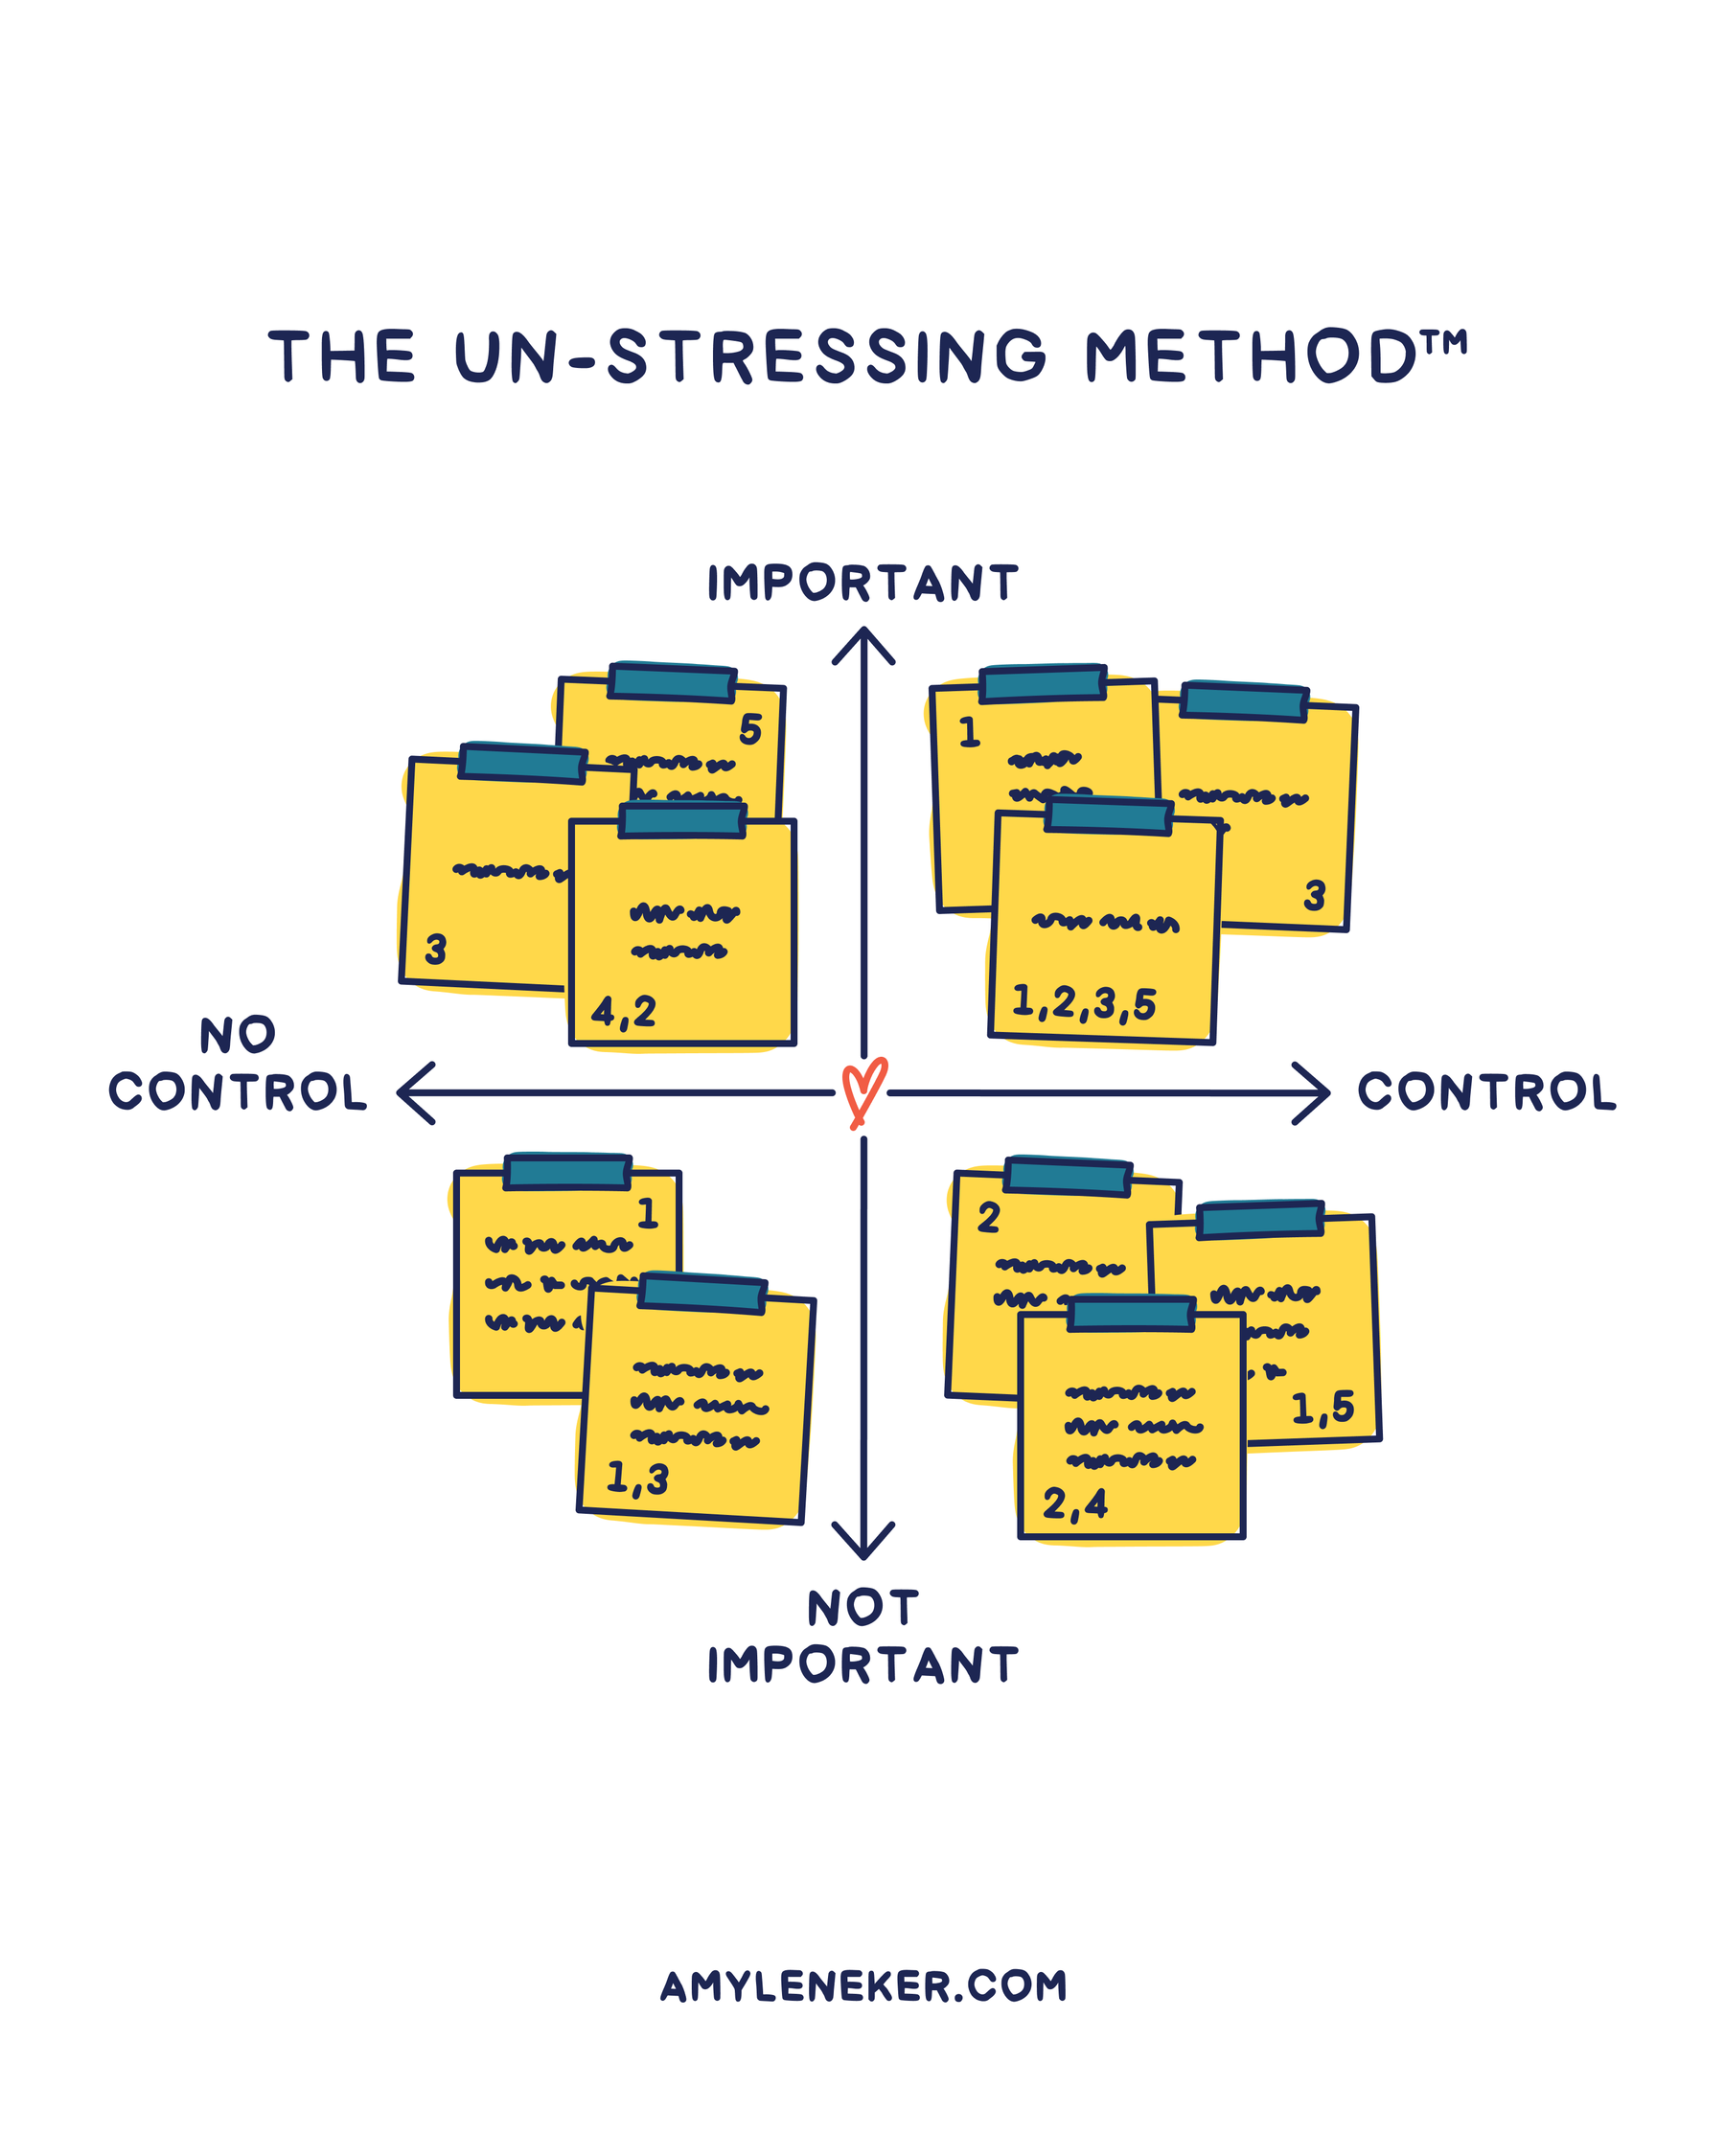 THE UN-STRESSING METHOD™
IMPORTANT
5
1
3
3
4,2
1,2,3,5
NO
CONTROL
CONTROL
1
2
1,3
1,5
2,4
NOT
IMPORTANT
AMYLENEKER.COM